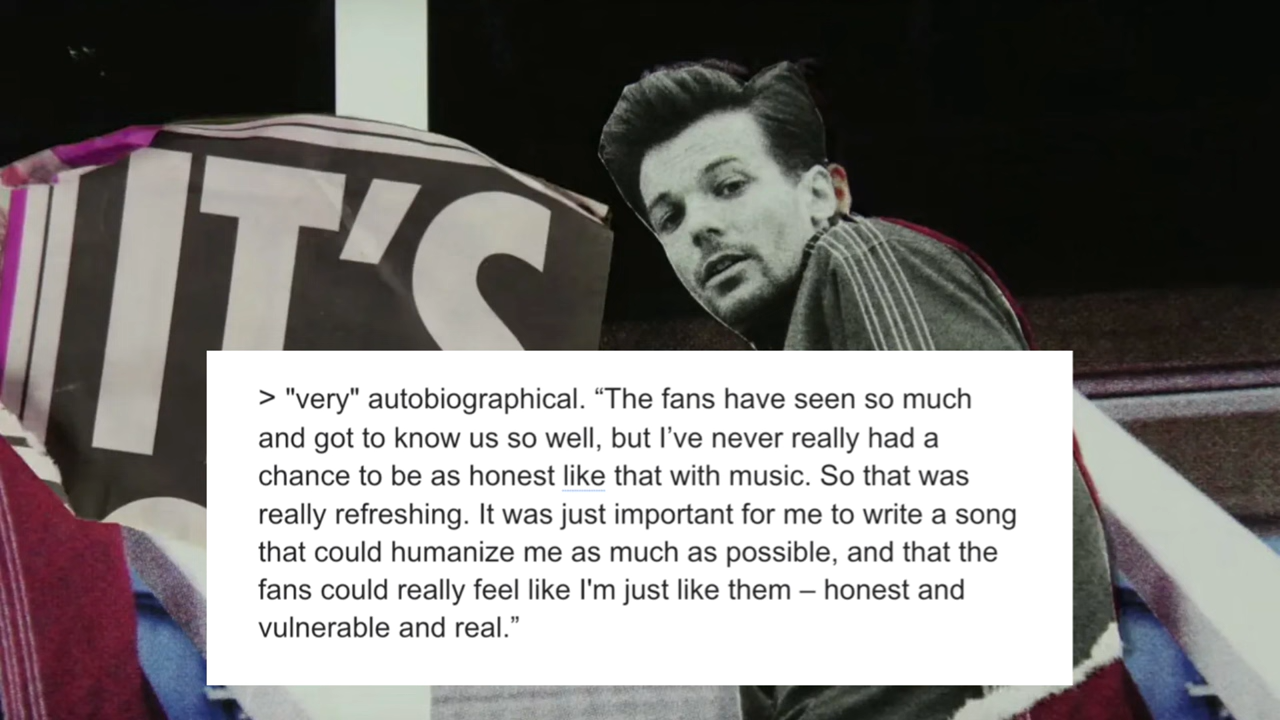 IT'S
> "very" autobiographical. “The fans have seen so much
and got to know us so well, but I’ve never really had a
chance to be as honest like that with music. So that was
really refreshing. It was just important for me to write a song
that could humanize me as much as possible, and that the
fans could really feel like I'm just like them – honest and
vulnerable and real.”